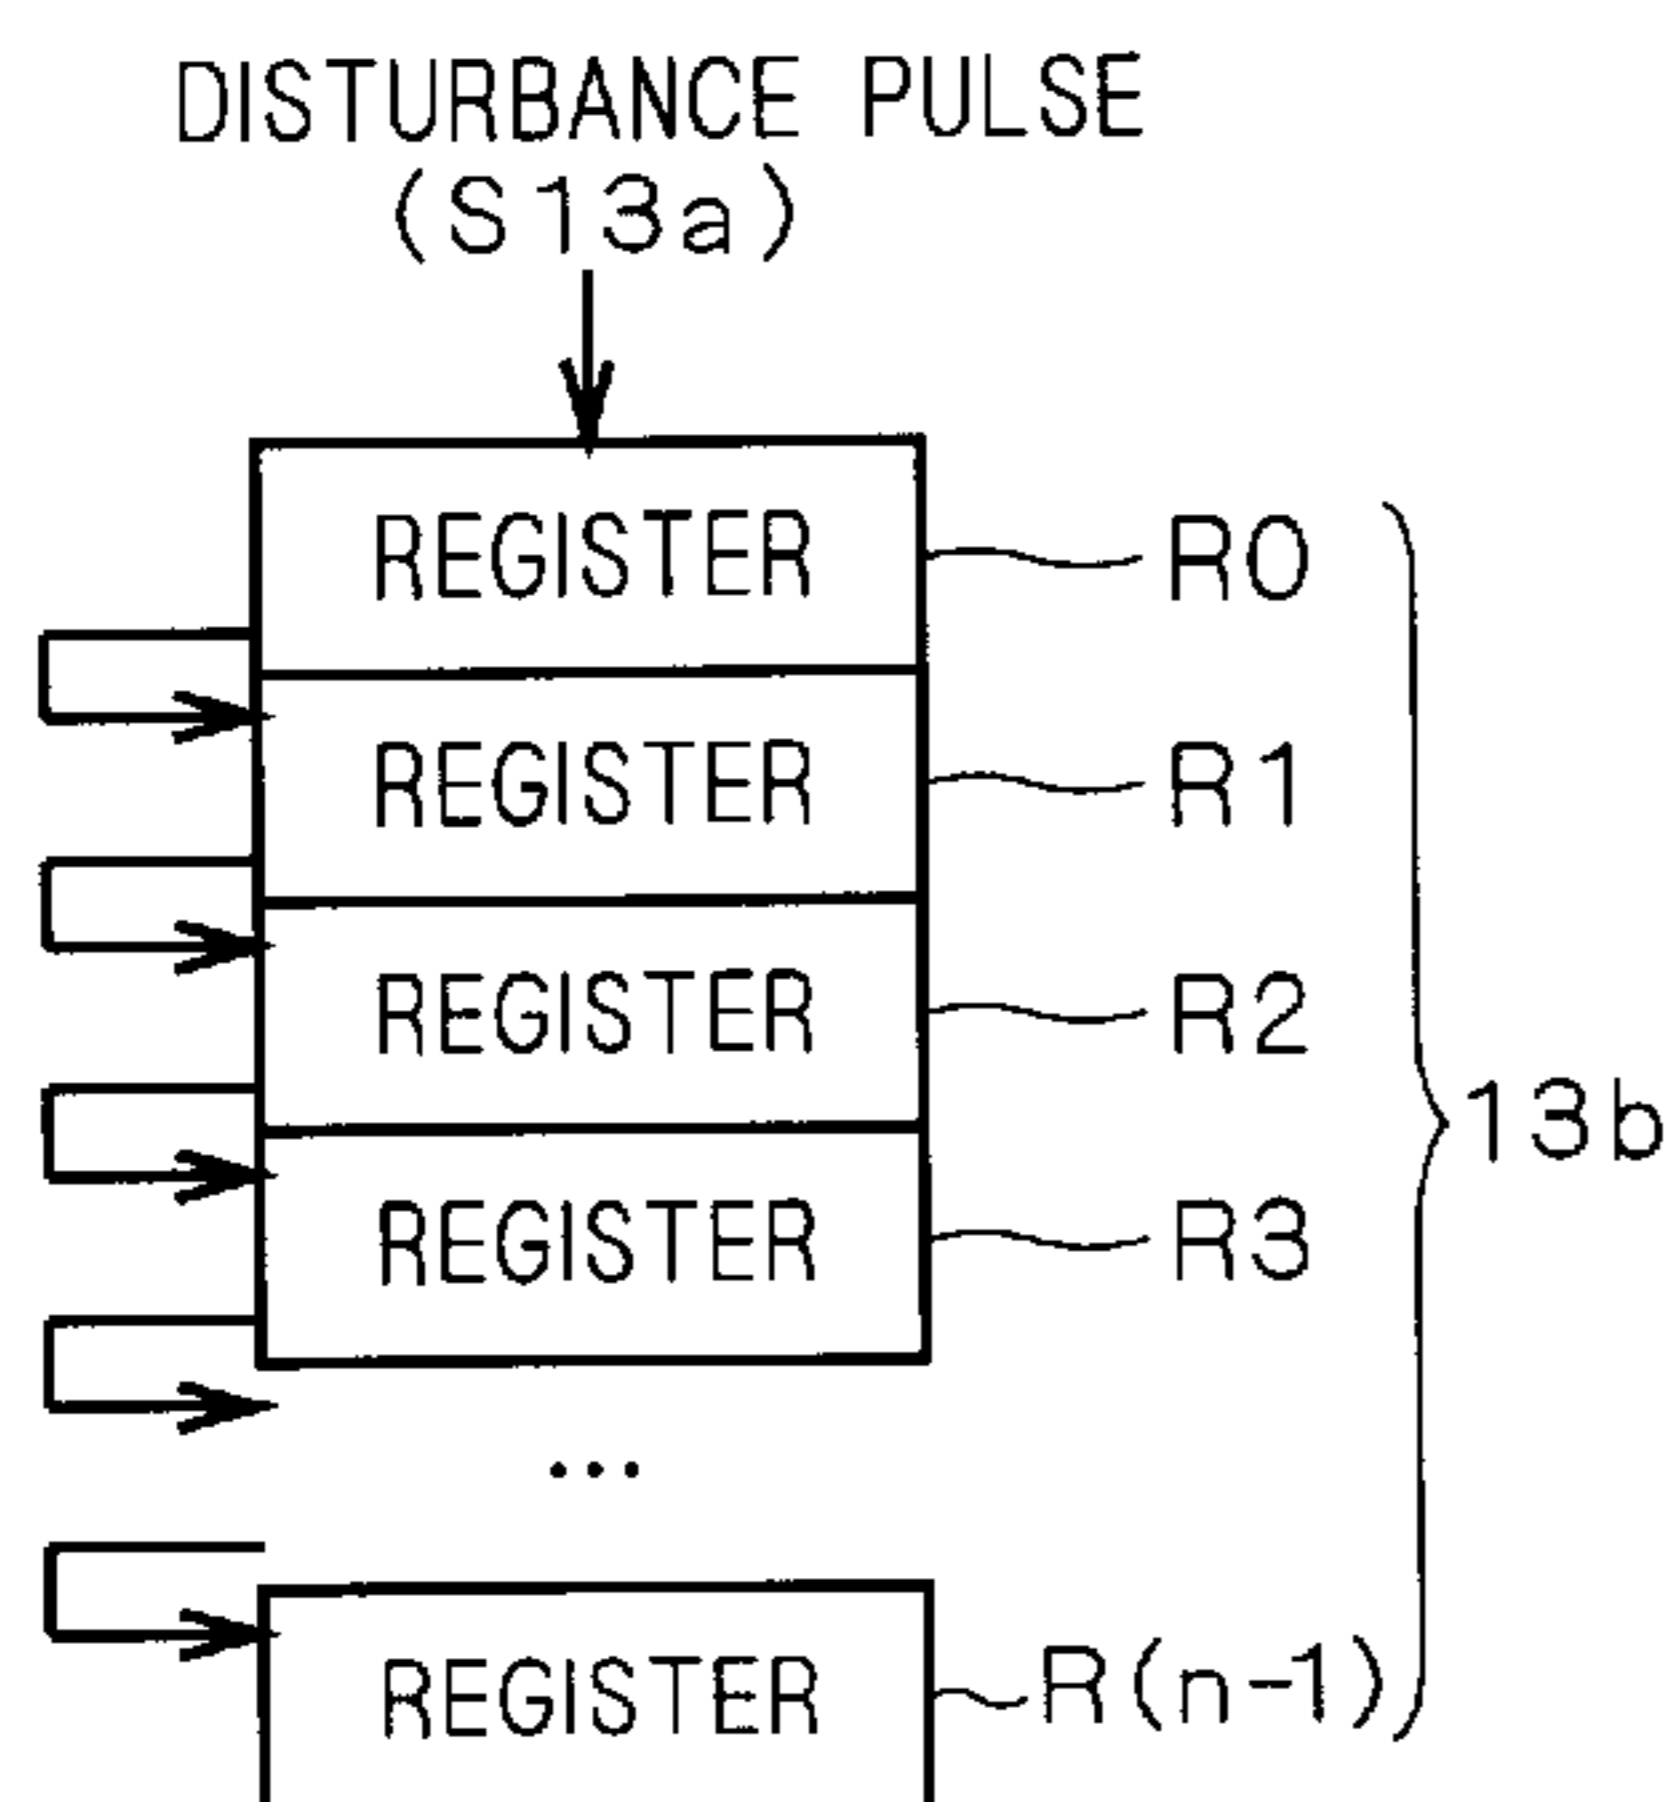 DISTURBANCE PULSE
(S13a)
REGISTER R0
REGISTER R1
REGISTER R2
13b
REGISTER R3
...
REGISTER R(n-1)